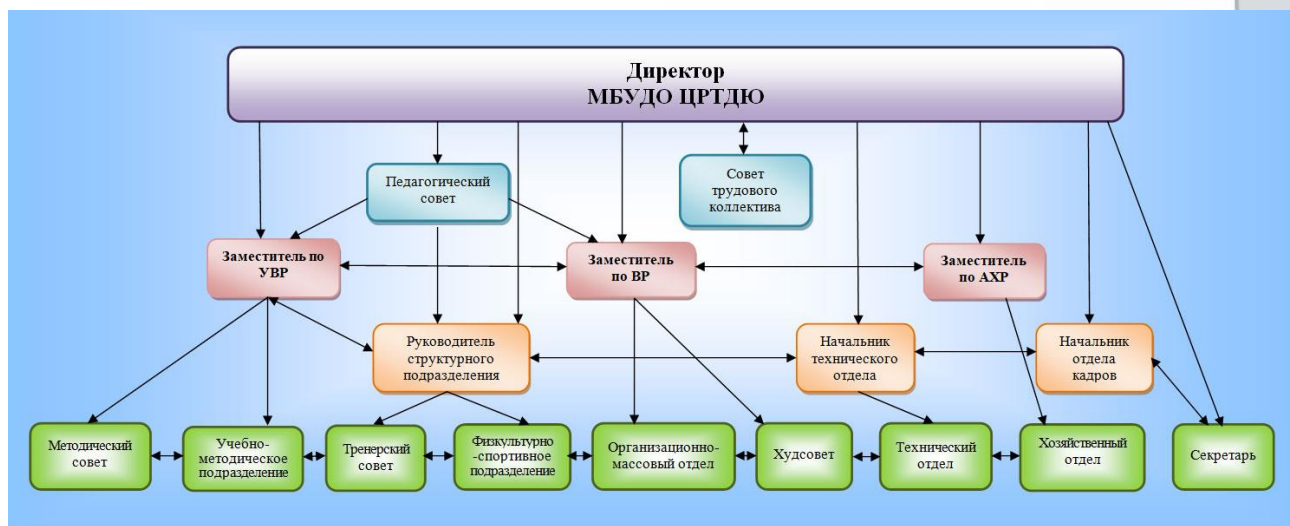 Директор
МБУДО ЦРТДЮ
Педагогический
совет
Совет
трудового
коллектива
Заместитель по
УВР
Заместитель
по ВР
Заместитель
по АХР
Руководитель
структурного
подразделения
Начальник
технического
отдела
Начальник
отдела
кадров
Методический
совет
Учебно-
методическое
подразделение
Тренерский
совет
Физкультурно
-спортивное
подразделение
Организационно-
массовый отдел
Худсовет
Технический
отдел
Хозяйственный
отдел
Секретарь